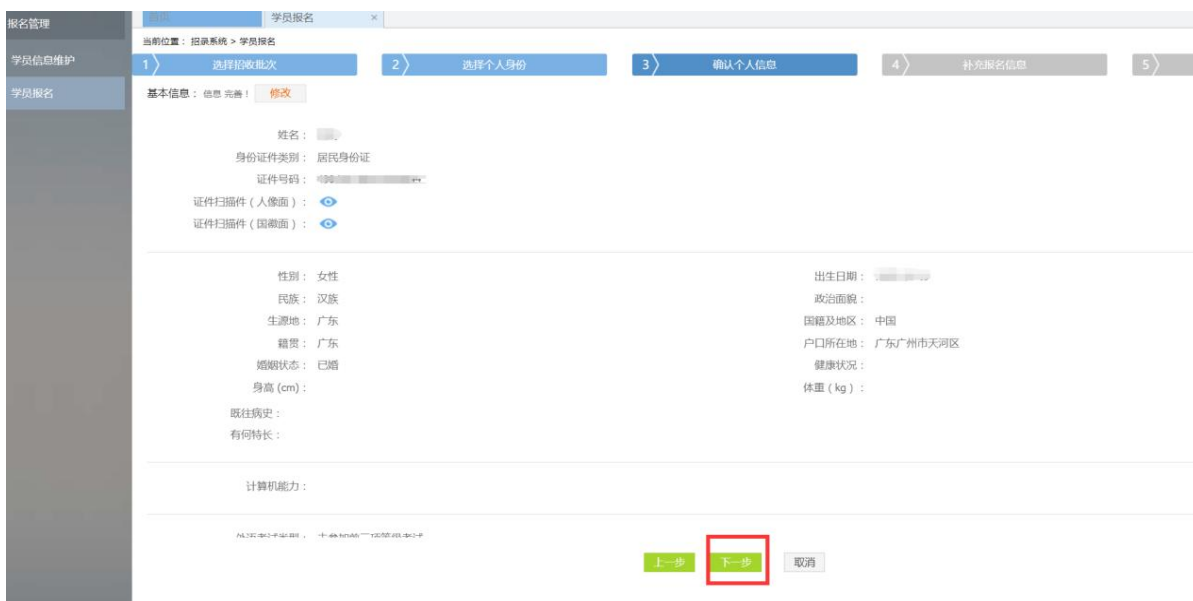 报名管理
首页 学员报名 ×
当前位置： 招录系统 > 学员报名
学员信息维护
1 选择招收批次 2 选择个人身份 3 确认个人信息 4 补充报名信息 5
学员报名
基本信息： 信息 完善！ 修改
姓名：
身份证件类别： 居民身份证
证件号码：
证件扫描件（人像面）：
证件扫描件（国徽面）：
性别： 女性 出生日期：
民族： 汉族 政治面貌：
生源地： 广东 国籍及地区： 中国
籍贯： 广东 户口所在地： 广东广州市天河区
婚姻状态： 已婚 健康状况：
身高 (cm)： 体重（kg）：
既往病史：
有何特长：
计算机能力：
上一步 下一步 取消